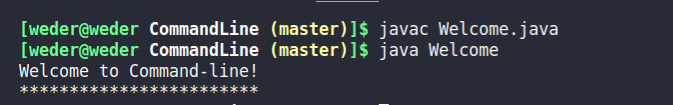 [weder@weder CommandLine (master)]$ javac Welcome.java
[weder@weder CommandLine (master)]$ java Welcome
Welcome to Command-line!
************************